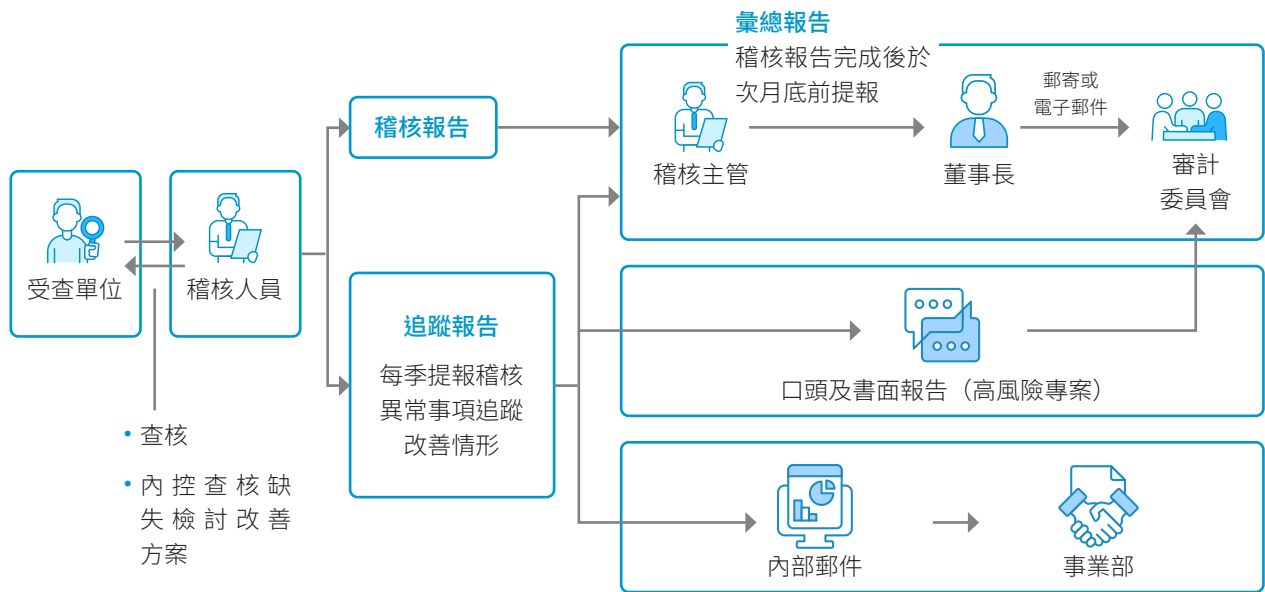 受查單位
稽核人員
• 查核
• 內控查核缺
失檢討改善
方案
稽核報告
追蹤報告
每季提報稽核
異常事項追蹤
改善情形
彙總報告
稽核報告完成後於
次月底前提報
稽核主管
董事長
郵寄或
電子郵件
審計
委員會
口頭及書面報告（高風險專案）
內部郵件
事業部